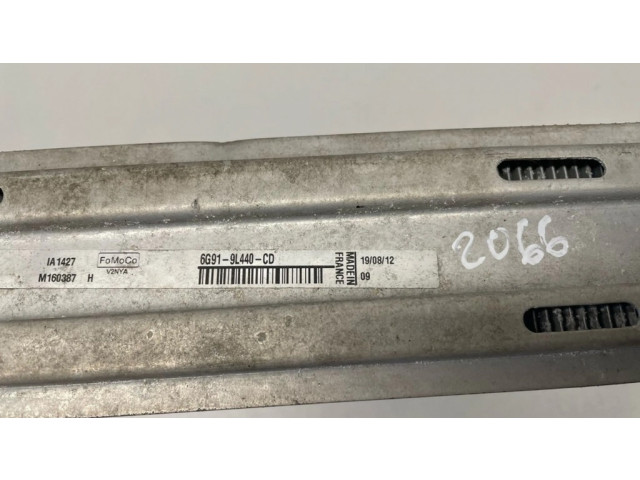 IA1427
FoMoCo
V2NYA
M160387 H
6G91-9L440-CD
MADE IN
FRANCE
19/08/12
09
2066